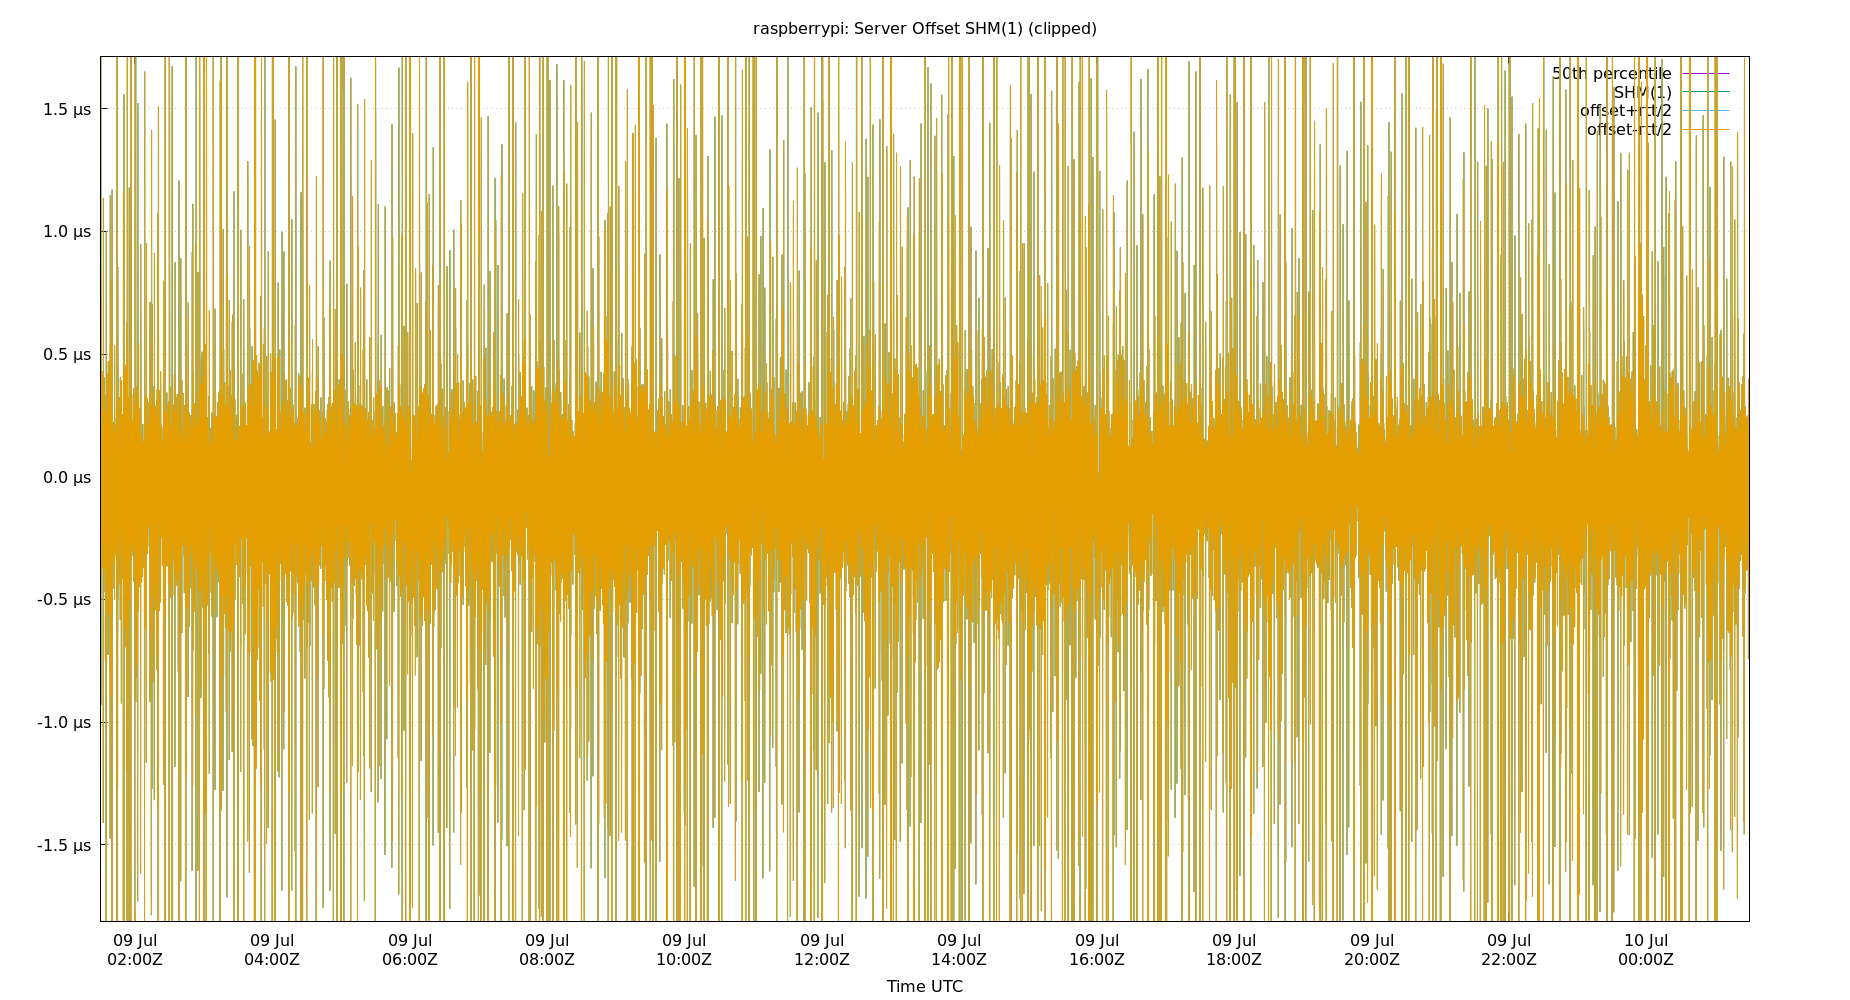 raspberrypi: Server Offset SHM(1) (clipped)
50th percentile
SHM(1)
offset+rtt/2
offset-rtt/2
1.5 µs
1.0 µs
0.5 µs
0.0 µs
-0.5 µs
-1.0 µs
-1.5 µs
09 Jul 09 Jul 09 Jul 09 Jul 09 Jul 09 Jul 09 Jul 09 Jul 09 Jul 09 Jul 09 Jul 10 Jul
02:00Z 04:00Z 06:00Z 08:00Z 10:00Z 12:00Z 14:00Z 16:00Z 18:00Z 20:00Z 22:00Z 00:00Z
Time UTC